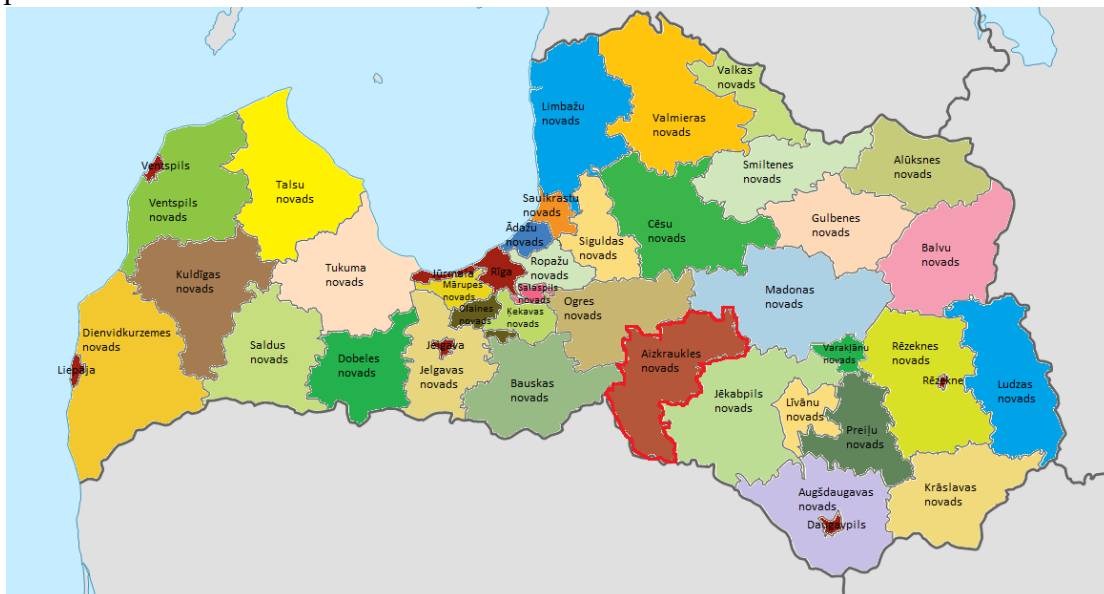 Limbažu
novads
Valmieras
novads
Valkas
novads
Smiltenes
novads
Alūksnes
novads
Ventspils
Ventspils
novads
Talsu
novads
Saulkrastu
novads
Ādažu
novads
Siguldas
novads
Cēsu
novads
Gulbenes
novads
Balvu
novads
Kuldīgas
novads
Tukuma
novads
Jūrmala
Rīga
Ropažu
novads
Mārupes
novads
Salaspils
novads
Olaines
novads
Ķekavas
novads
Ogres
novads
Madonas
novads
Dienvidkurzemes
novads
Liepāja
Saldus
novads
Dobeles
novads
Jelgava
Jelgavas
novads
Bauskas
novads
Aizkraukles
novads
Jēkabpils
novads
Varakļānu
novads
Rēzeknes
novads
Rēzekne
Ludzas
novads
Līvānu
novads
Preiļu
novads
Augšdaugavas
novads
Daugavpils
Krāslavas
novads